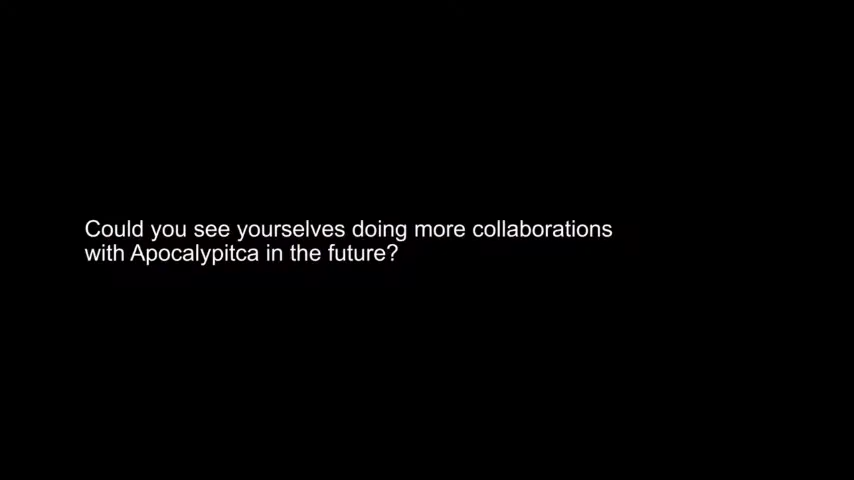 Could you see yourselves doing more collaborations
with Apocalypitca in the future?